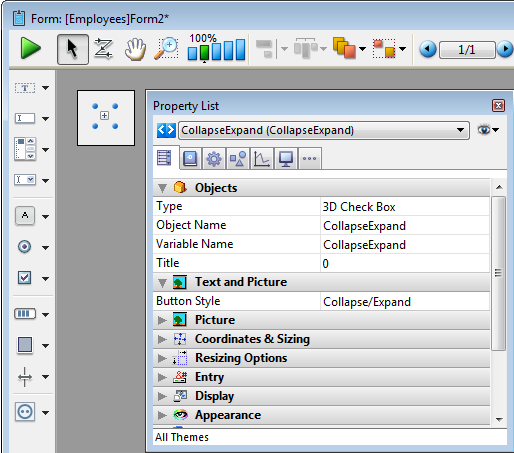 Form: [Employees]Form2*
100%
1/1
Property List
CollapseExpand (CollapseExpand)
Objects
Type 3D Check Box
Object Name CollapseExpand
Variable Name CollapseExpand
Title 0
Text and Picture
Button Style Collapse/Expand
Picture
Coordinates & Sizing
Resizing Options
Entry
Display
Appearance
All Themes